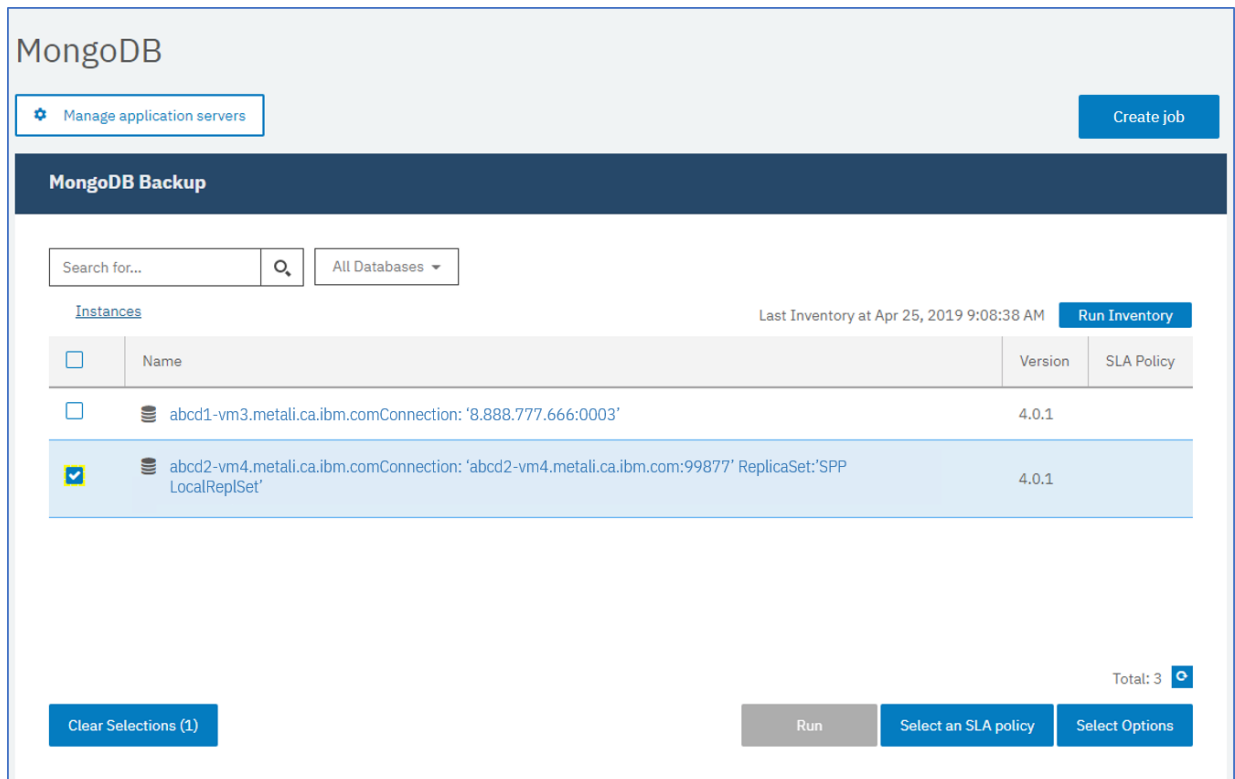 MongoDB
Manage application servers
Create job
MongoDB Backup
Search for...
All Databases
Instances
Last Inventory at Apr 25, 2019 9:08:38 AM
Run Inventory
Name
Version
SLA Policy
abcd1-vm3.metali.ca.ibm.comConnection: ‘8.888.777.666:0003’
4.0.1
abcd2-vm4.metali.ca.ibm.comConnection: ‘abcd2-vm4.metali.ca.ibm.com:99877’ ReplicaSet:’SPP
LocalReplSet’
4.0.1
Total: 3
Clear Selections (1)
Run
Select an SLA policy
Select Options